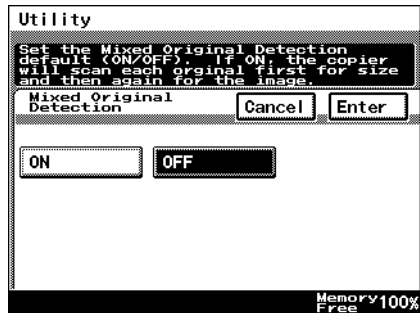 Utility
Set the Mixed Original Detection
default (ON/OFF). If ON, the copier
will scan each orginal first for size
and then again for the image.
Mixed Original
Detection
Cancel
Enter
ON
OFF
Memory
Free 100%